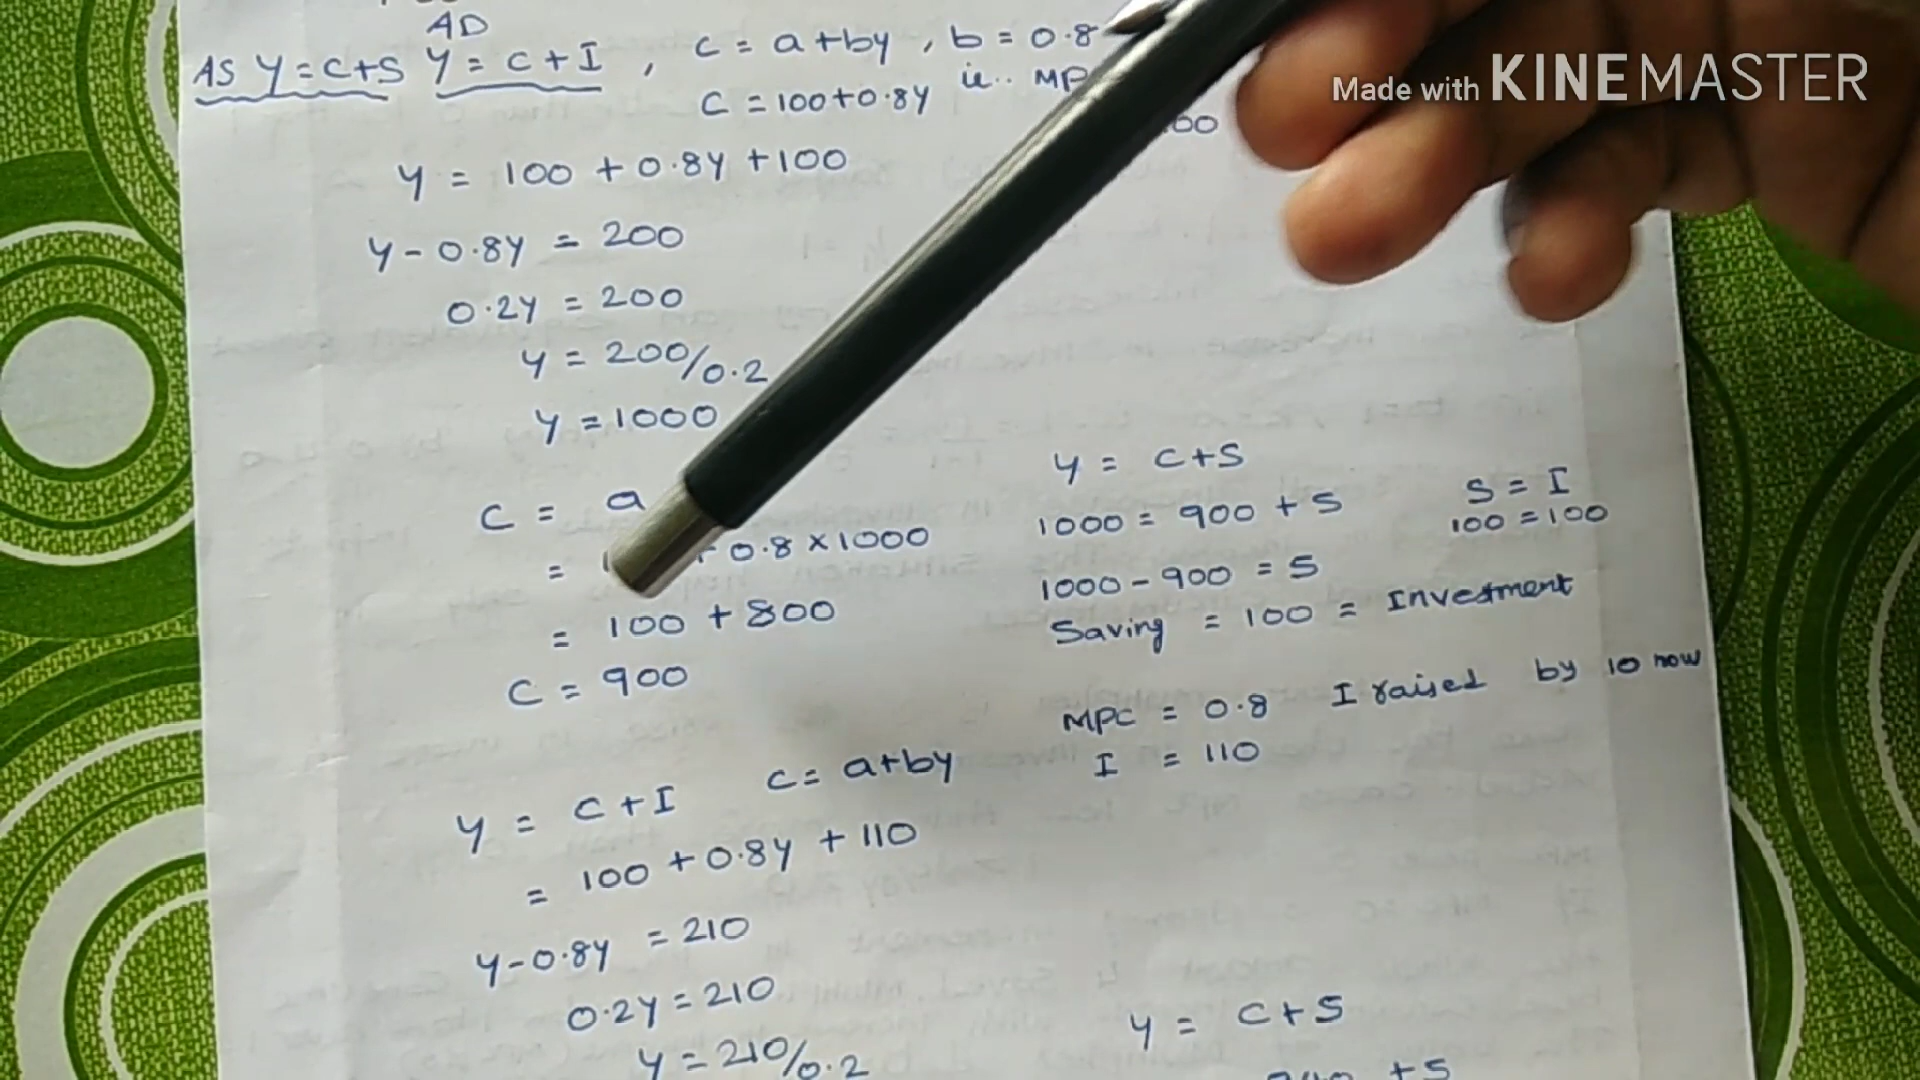 AD
AS Y = C+S Y = C+I , C = a+by , b = 0.8
C = 100+0.8Y ie.. MP
00
Y = 100 + 0.8Y + 100
Y - 0.8Y = 200
0.2Y = 200
Y = 200/0.2
Y = 1000
C = a
= + 0.8 x 1000
= 100 + 800
C = 900
Y = C+S
1000 = 900 + S
1000 - 900 = S
Saving = 100 = Investment
S = I
100 = 100
MPC = 0.8 I raised by 10 now
I = 110
Y = C + I C = a+by
= 100 + 0.8Y + 110
Y - 0.8Y = 210
0.2Y = 210
Y = 210/0.2
Y = C+S
+ S
Made with KINEMASTER